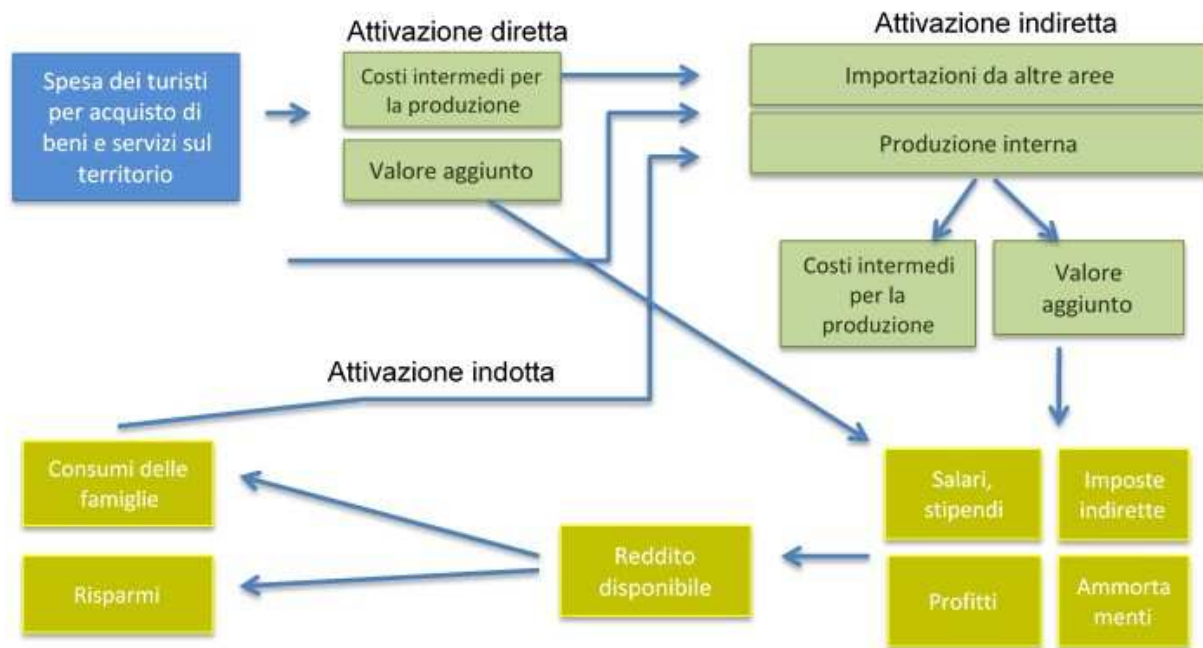 Attivazione diretta
Attivazione indiretta
Spesa dei turisti
per acquisto di
beni e servizi sul
territorio
Costi intermedi per
la produzione
Valore aggiunto
Importazioni da altre aree
Produzione interna
Costi intermedi
per la
produzione
Valore
aggiunto
Attivazione indotta
Consumi delle
famiglie
Risparmi
Reddito
disponibile
Salari,
stipendi
Imposte
indirette
Profitti
Ammorta
menti